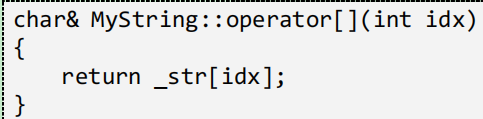 char& MyString::operator[](int idx)
{
    return _str[idx];
}